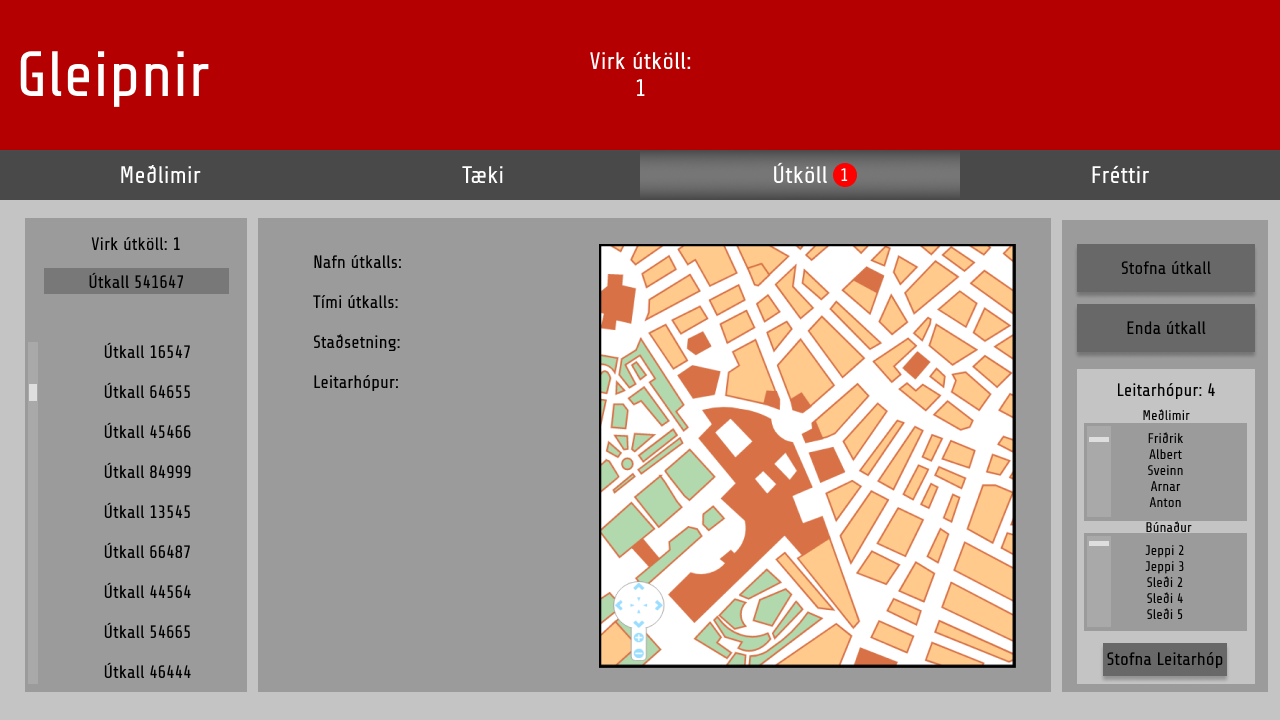 Gleipnir
Virk útköll:
1
Meðlimir
Tæki
Útköll 1
Fréttir
Virk útköll: 1
Útkall 541647
Útkall 16547
Útkall 64655
Útkall 45466
Útkall 84999
Útkall 13545
Útkall 66487
Útkall 44564
Útkall 54665
Útkall 46444
Nafn útkalls:
Tími útkalls:
Staðsetning:
Leitarhópur:
Stofna útkall
Enda útkall
Leitarhópur: 4
Meðlimir
Friðrik
Albert
Sveinn
Arnar
Anton
Búnaður
Jeppi 2
Jeppi 3
Sleði 2
Sleði 4
Sleði 5
Stofna Leitarhóp